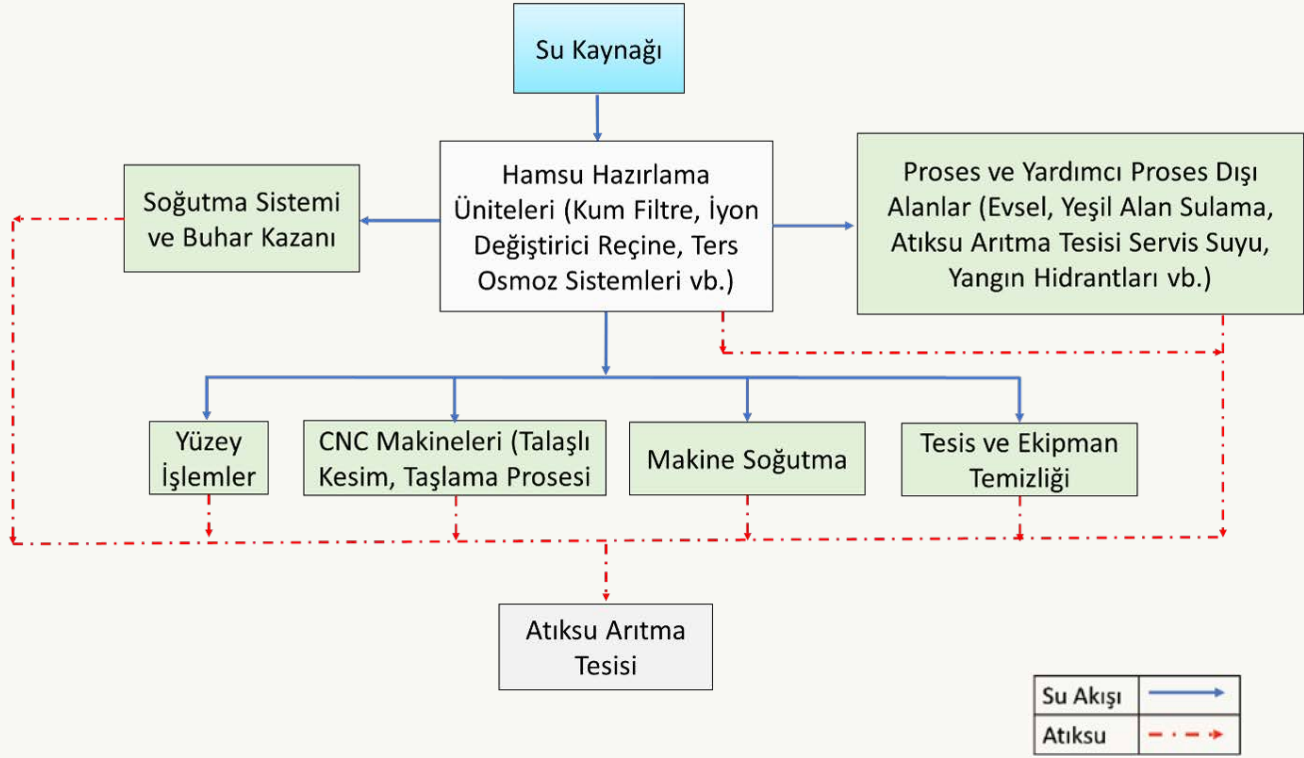 Su Kaynağı
Hamsu Hazırlama
Üniteleri (Kum Filtre, İyon
Değiştirici Reçine, Ters
Osmoz Sistemleri vb.)
Soğutma Sistemi
ve Buhar Kazanı
Proses ve Yardımcı Proses Dışı
Alanlar (Evsel, Yeşil Alan Sulama,
Atıksu Arıtma Tesisi Servis Suyu,
Yangın Hidrantları vb.)
Yüzey
İşlemler
CNC Makineleri (Talaşlı
Kesim, Taşlama Prosesi
Makine Soğutma
Tesis ve Ekipman
Temizliği
Atıksu Arıtma
Tesisi
Su Akışı
Atıksu